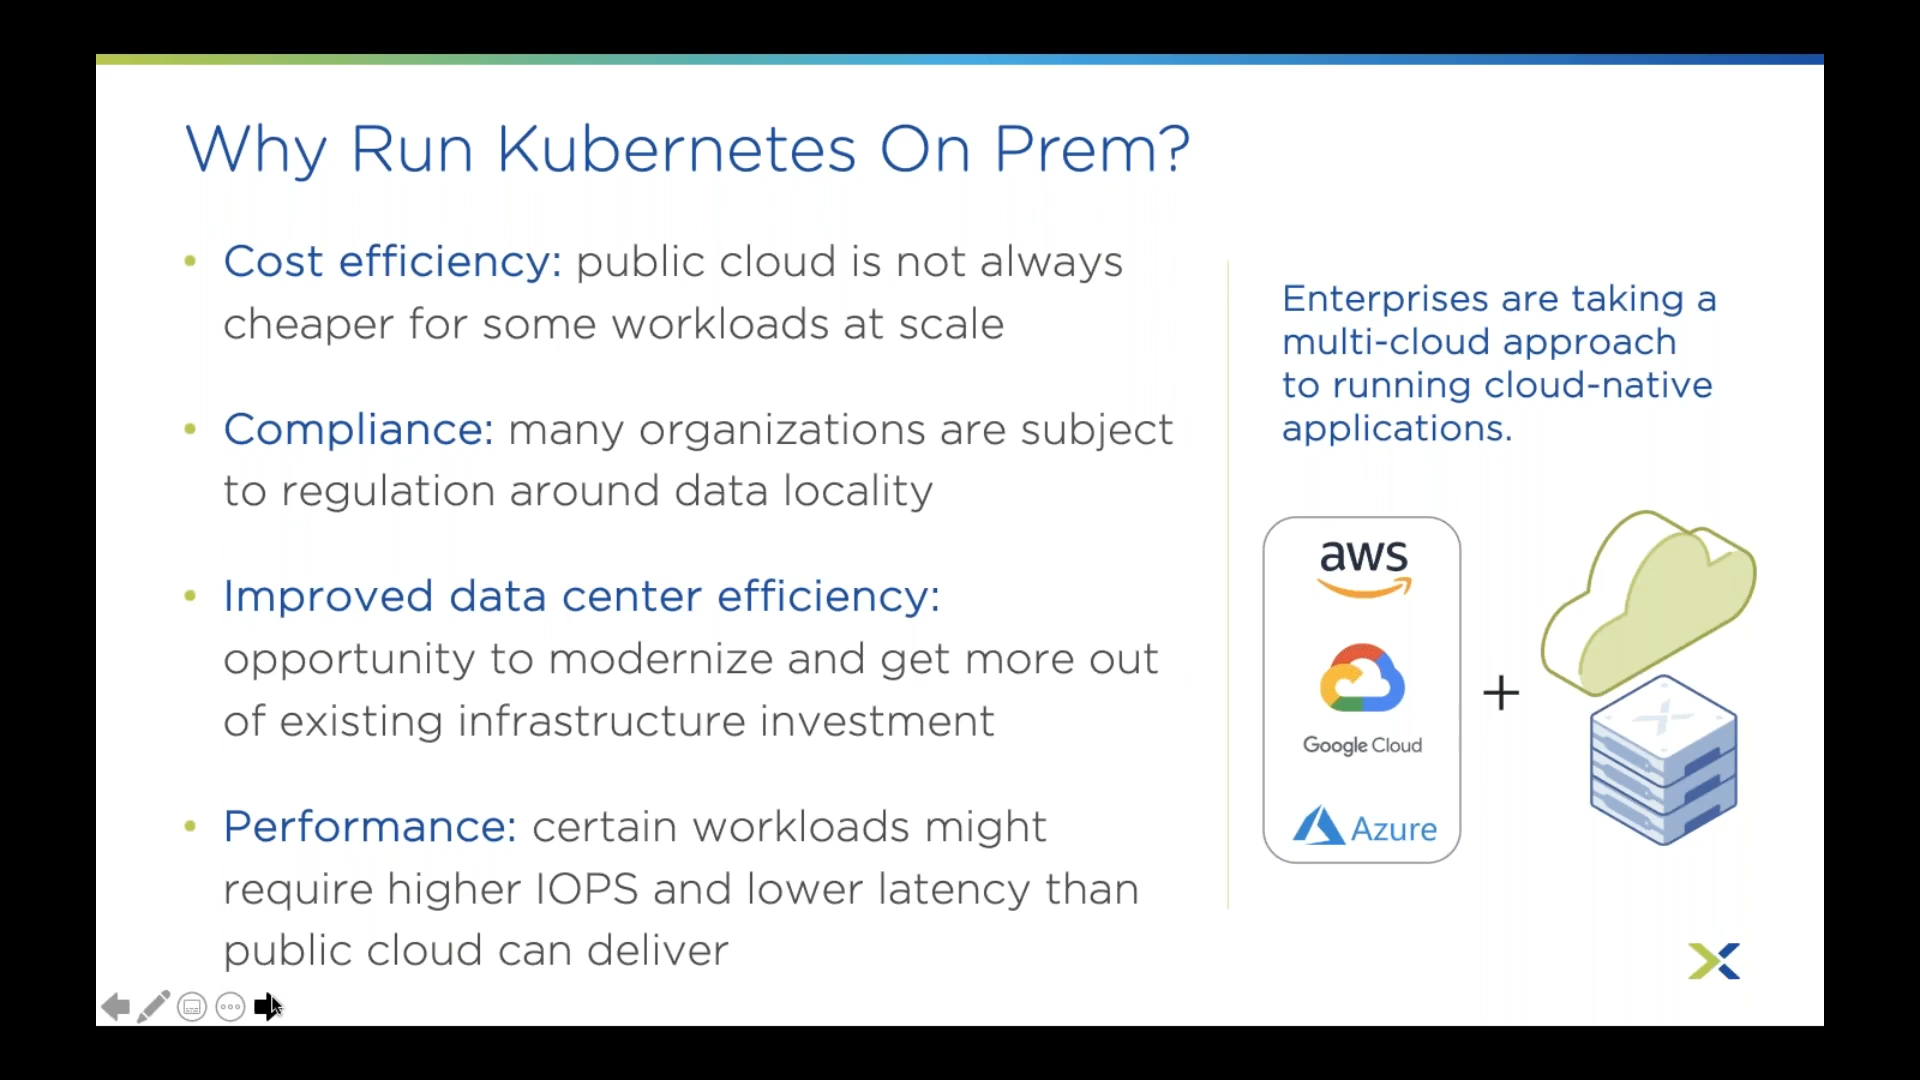 Why Run Kubernetes On Prem?
• Cost efficiency: public cloud is not always
cheaper for some workloads at scale
• Compliance: many organizations are subject
to regulation around data locality
• Improved data center efficiency:
opportunity to modernize and get more out
of existing infrastructure investment
• Performance: certain workloads might
require higher IOPS and lower latency than
public cloud can deliver
Enterprises are taking a
multi-cloud approach
to running cloud-native
applications.
aws
Google Cloud
Azure
+